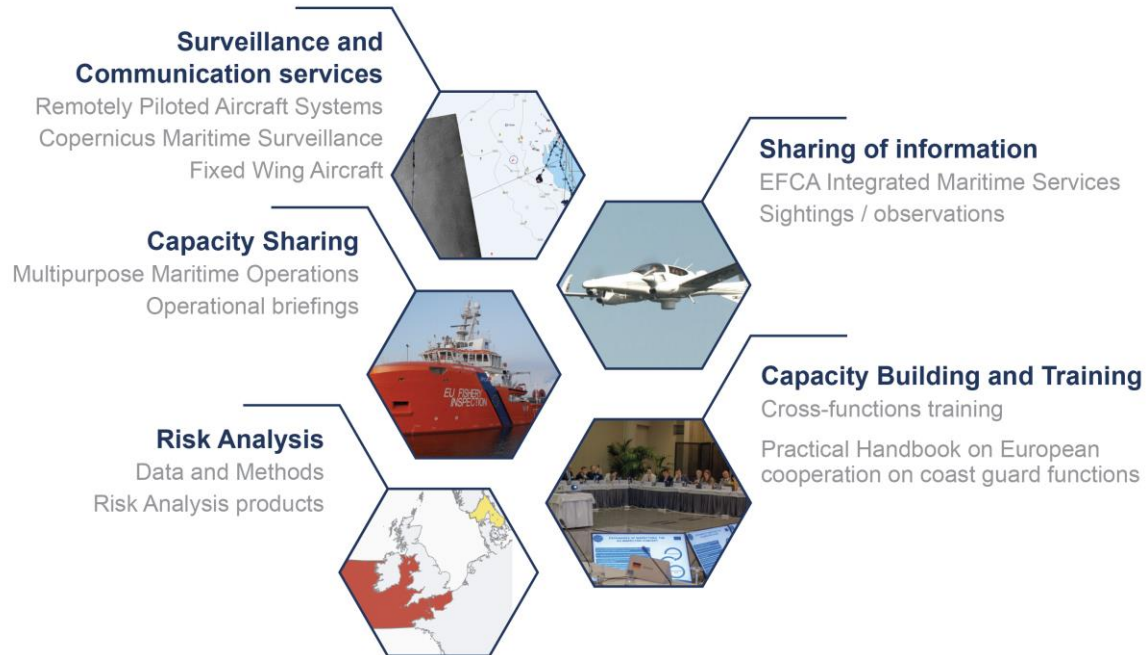 Surveillance and
Communication services
Remotely Piloted Aircraft Systems
Copernicus Maritime Surveillance
Fixed Wing Aircraft
Sharing of information
EFCA Integrated Maritime Services
Sightings / observations
Capacity Sharing
Multipurpose Maritime Operations
Operational briefings
EU FISHERY
INSPECTION
Capacity Building and Training
Cross-functions training
Practical Handbook on European
cooperation on coast guard functions
Risk Analysis
Data and Methods
Risk Analysis products